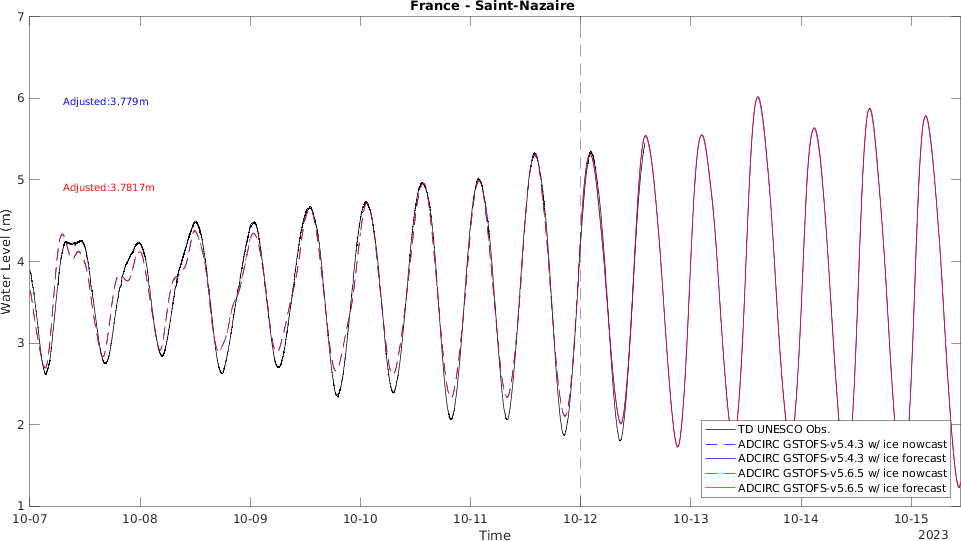 France - Saint-Nazaire
7
6
5
4
3
2
1
Water Level (m)
Adjusted:3.779m
Adjusted:3.7817m
TD UNESCO Obs.
ADCIRC GSTOFS-v5.4.3 w/ ice nowcast
ADCIRC GSTOFS-v5.4.3 w/ ice forecast
ADCIRC GSTOFS-v5.6.5 w/ ice nowcast
ADCIRC GSTOFS-v5.6.5 w/ ice forecast
10-07 10-08 10-09 10-10 10-11 10-12 10-13 10-14 10-15
Time
2023